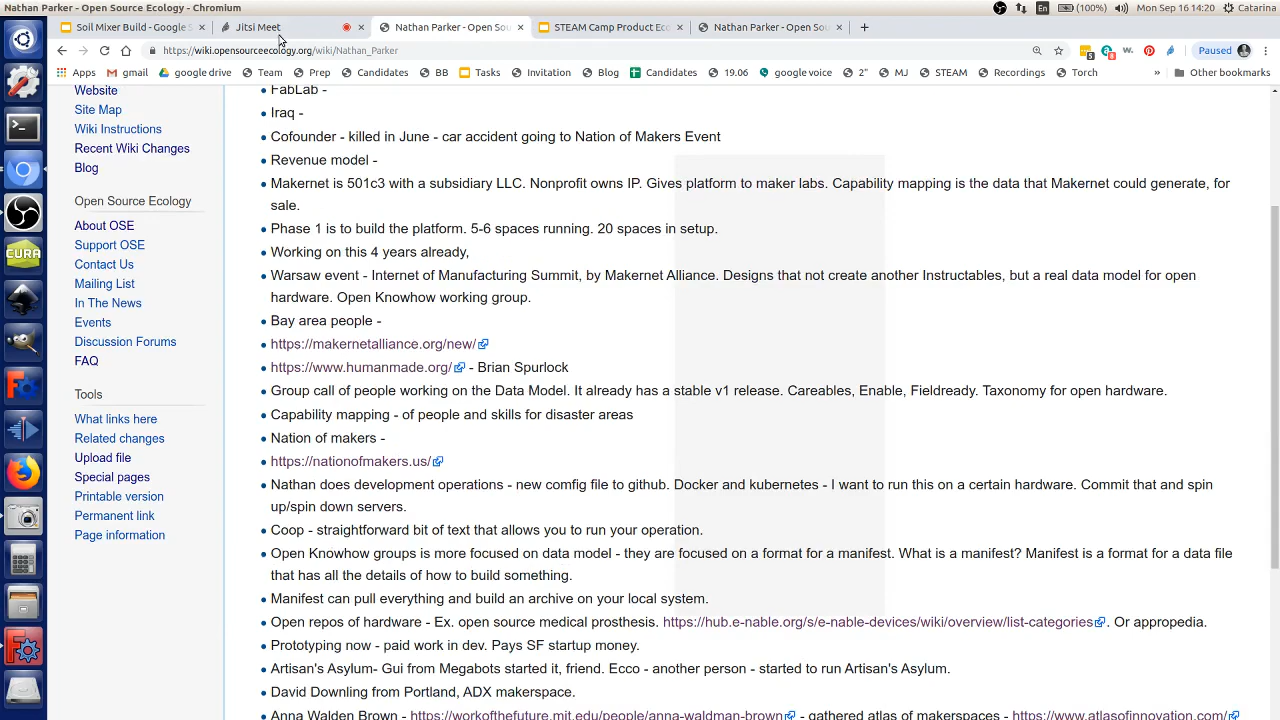 Nathan Parker - Open Source Ecology - Chromium
En
(100%)
Mon Sep 16 14:20
Catarina
Soil Mixer Build - Google S
Jitsi Meet
Nathan Parker - Open Sou
STEAM Camp Product Ec
Nathan Parker - Open Sou
https://wiki.opensourceecology.org/wiki/Nathan_Parker
Paused
Apps
gmail
google drive
Team
Prep
Candidates
BB
Tasks
Invitation
Blog
Candidates
19.06
google voice
2"
MJ
STEAM
Recordings
Torch
»
Other bookmarks
Website
Site Map
Wiki Instructions
Recent Wiki Changes
Blog
Open Source Ecology
About OSE
Support OSE
Contact Us
Mailing List
In The News
Events
Discussion Forums
FAQ
Tools
What links here
Related changes
Upload file
Special pages
Printable version
Permanent link
Page information
FabLab -
Iraq -
Cofounder - killed in June - car accident going to Nation of Makers Event
Revenue model -
Makernet is 501c3 with a subsidiary LLC. Nonprofit owns IP. Gives platform to maker labs. Capability mapping is the data that Makernet could generate, for
sale.
Phase 1 is to build the platform. 5-6 spaces running. 20 spaces in setup.
Working on this 4 years already,
Warsaw event - Internet of Manufacturing Summit, by Makernet Alliance. Designs that not create another Instructables, but a real data model for open
hardware. Open Knowhow working group.
Bay area people -
https://makernetalliance.org/new/
https://www.humanmade.org/ - Brian Spurlock
Group call of people working on the Data Model. It already has a stable v1 release. Careables, Enable, Fieldready. Taxonomy for open hardware.
Capability mapping - of people and skills for disaster areas
Nation of makers -
https://nationofmakers.us/
Nathan does development operations - new comfig file to github. Docker and kubernetes - I want to run this on a certain hardware. Commit that and spin
up/spin down servers.
Coop - straightforward bit of text that allows you to run your operation.
Open Knowhow groups is more focused on data model - they are focused on a format for a manifest. What is a manifest? Manifest is a format for a data file
that has all the details of how to build something.
Manifest can pull everything and build an archive on your local system.
Open repos of hardware - Ex. open source medical prosthesis. https://hub.e-nable.org/s/e-nable-devices/wiki/overview/list-categories. Or appropedia.
Prototyping now - paid work in dev. Pays SF startup money.
Artisan's Asylum- Gui from Megabots started it, friend. Ecco - another person - started to run Artisan's Asylum.
David Downling from Portland, ADX makerspace.
Anna Walden Brown - https://workofthefuture.mit.edu/people/anna-waldman-brown - gathered atlas of makerspaces - https://www.atlasofinnovation.com/
CURA